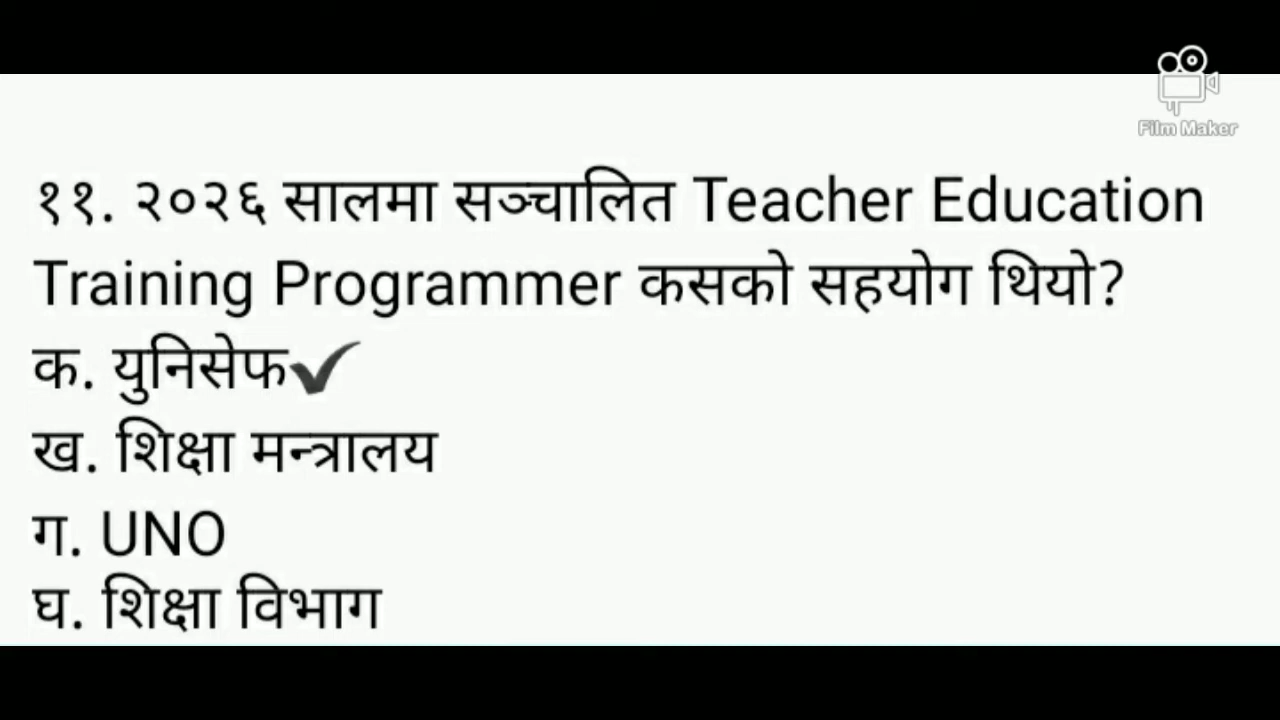 Film Maker
११. २०२६ सालमा सञ्चालित Teacher Education
Training Programmer कसको सहयोग थियो?
क. युनिसेफ✔
ख. शिक्षा मन्त्रालय
ग. UNO
घ. शिक्षा विभाग